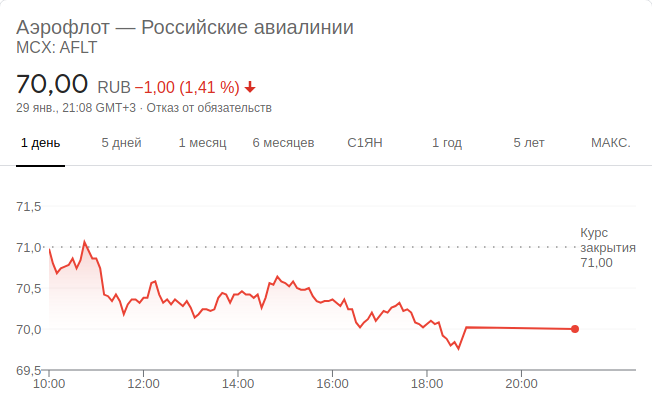 Аэрофлот — Российские авиалинии
MCX: AFLT
70,00 RUB −1,00 (1,41 %)
29 янв., 21:08 GMT+3 · Отказ от обязательств
1 день 5 дней 1 месяц 6 месяцев С1ЯН 1 год 5 лет МАКС.
71,5
Курс
закрытия
71,00
71,0
70,5
70,0
69,5
10:00 12:00 14:00 16:00 18:00 20:00